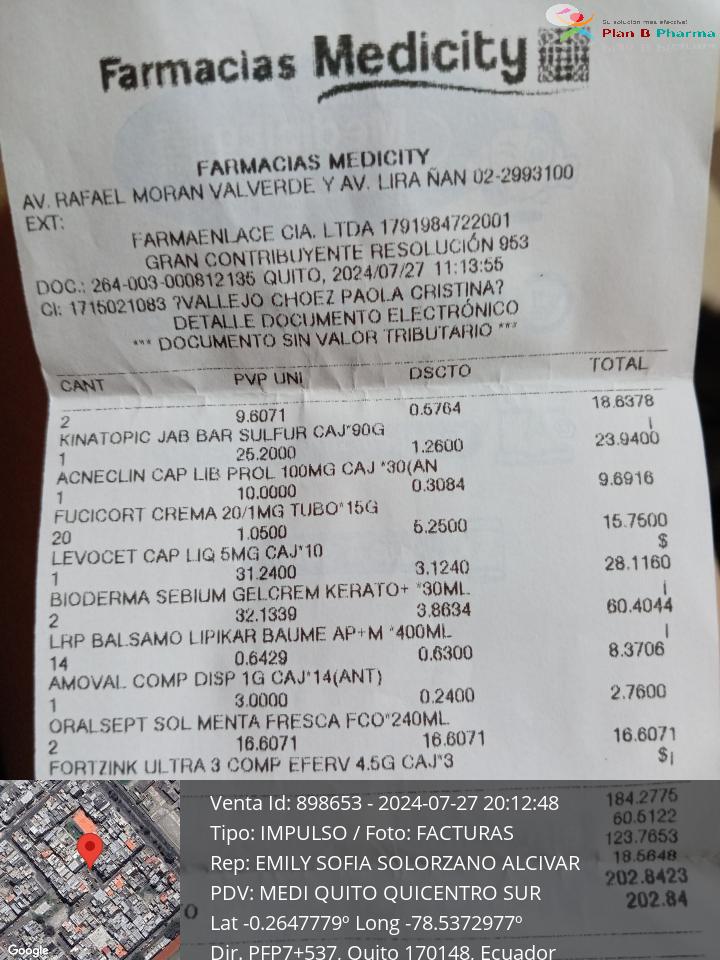 Su solución más efectiva!
Plan B Pharma
Farmacias Medicity
FARMACIAS MEDICITY
AV. RAFAEL MORAN VALVERDE Y AV. LIRA ÑAN 02-2993100
EXT:
FARMAENLACE CIA. LTDA 1791984722001
GRAN CONTRIBUYENTE RESOLUCIÓN 953
DOC.: 264-003-000812135 QUITO, 2024/07/27 11:13:55
CI: 1715021083 ?VALLEJO CHOEZ PAOLA CRISTINA?
DETALLE DOCUMENTO ELECTRÓNICO
*** DOCUMENTO SIN VALOR TRIBUTARIO ***
CANT PVP UNI DSCTO TOTAL
2 9.6071 0.5764 18.6378
KINATOPIC JAB BAR SULFUR CAJ*90G i
1 25.2000 1.2600 23.9400
ACNECLIN CAP LIB PROL 100MG CAJ *30(AN
1 10.0000 0.3084 9.6916
FUCICORT CREMA 20/1MG TUBO*15G
20 1.0500 5.2500 15.7500
LEVOCET CAP LIQ 5MG CAJ*10 $
1 31.2400 3.1240 28.1160
BIODERMA SEBIUM GELCREM KERATO+ *30ML i
2 32.1339 3.8634 60.4044
LRP BALSAMO LIPIKAR BAUME AP+M *400ML i
14 0.6429 0.6300 8.3706
AMOVAL COMP DISP 1G CAJ*14(ANT)
1 3.0000 0.2400 2.7600
ORALSEPT SOL MENTA FRESCA FCO*240ML
2 16.6071 16.6071 16.6071
FORTZINK ULTRA 3 COMP EFERV 4.5G CAJ*3 $i
184.2775
60.5122
123.7653
18.5648
202.8423
O 202.84
Venta Id: 898653 - 2024-07-27 20:12:48
Tipo: IMPULSO / Foto: FACTURAS
Rep: EMILY SOFIA SOLORZANO ALCIVAR
PDV: MEDI QUITO QUICENTRO SUR
Lat -0.2647779º Long -78.5372977º
Dir. PFP7+537, Quito 170148, Ecuador
Google